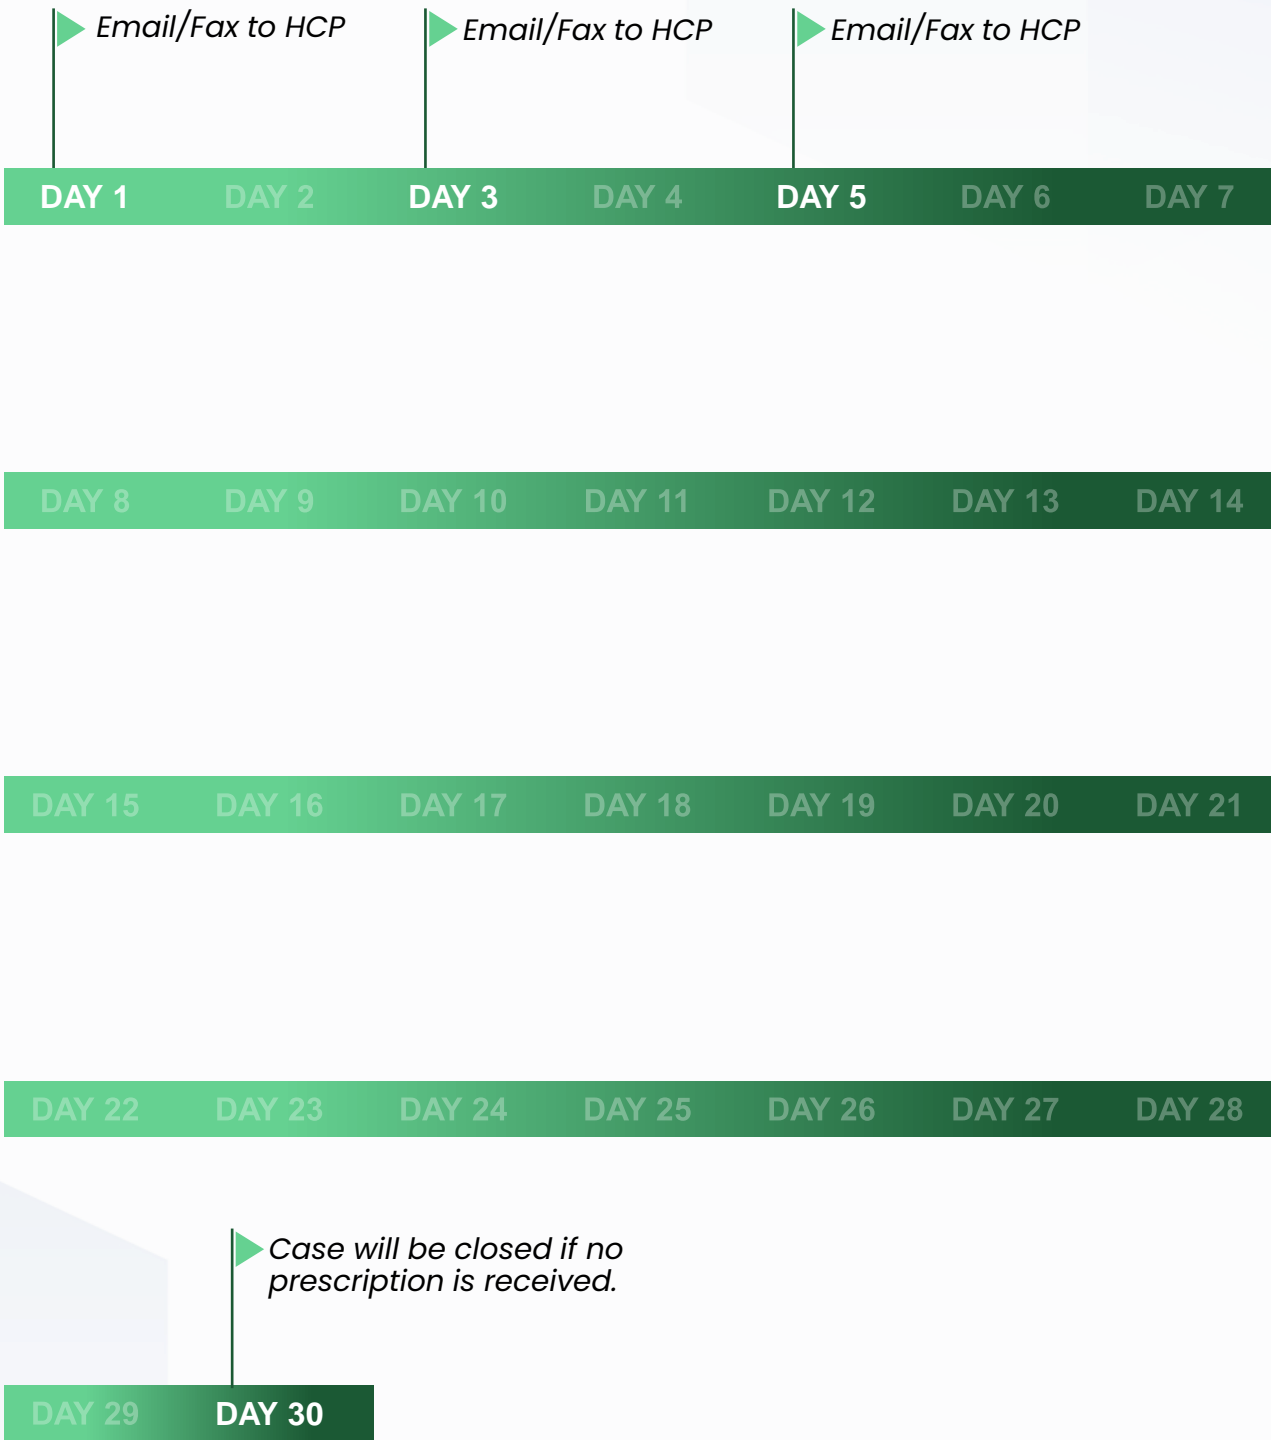 Email/Fax to HCP
Email/Fax to HCP
Email/Fax to HCP
DAY 1 DAY 2 DAY 3 DAY 4 DAY 5 DAY 6 DAY 7
DAY 8 DAY 9 DAY 10 DAY 11 DAY 12 DAY 13 DAY 14
DAY 15 DAY 16 DAY 17 DAY 18 DAY 19 DAY 20 DAY 21
DAY 22 DAY 23 DAY 24 DAY 25 DAY 26 DAY 27 DAY 28
Case will be closed if no
prescription is received.
DAY 29 DAY 30